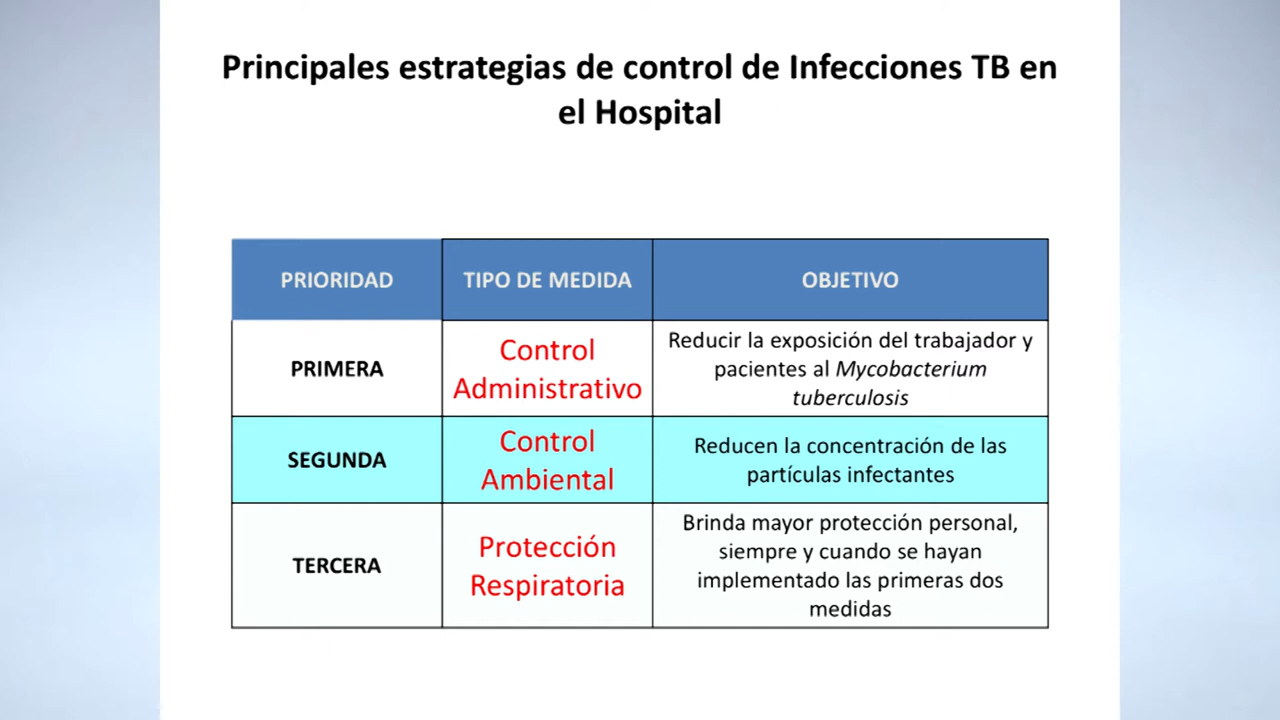 Principales estrategias de control de Infecciones TB en
el Hospital
PRIORIDAD
TIPO DE MEDIDA
OBJETIVO
PRIMERA
Control
Administrativo
Reducir la exposición del trabajador y
pacientes al Mycobacterium
tuberculosis
SEGUNDA
Control
Ambiental
Reducen la concentración de las
partículas infectantes
TERCERA
Protección
Respiratoria
Brinda mayor protección personal,
siempre y cuando se hayan
implementado las primeras dos
medidas